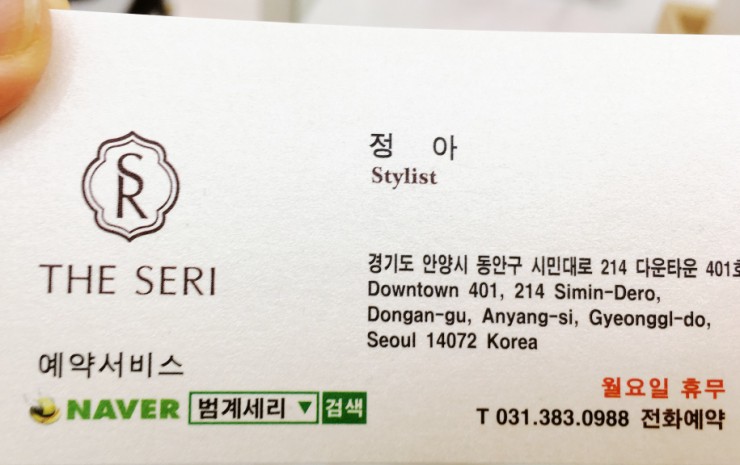 정 아
Stylist
SR
THE SERI
경기도 안양시 동안구 시민대로 214 다운타운 401호
Downtown 401, 214 Simin-Dero,
Dongan-gu, Anyang-si, Gyeonggl-do,
Seoul 14072 Korea
예약서비스
NAVER 범계세리 ▼ 검색
월요일 휴무
T 031.383.0988 전화예약